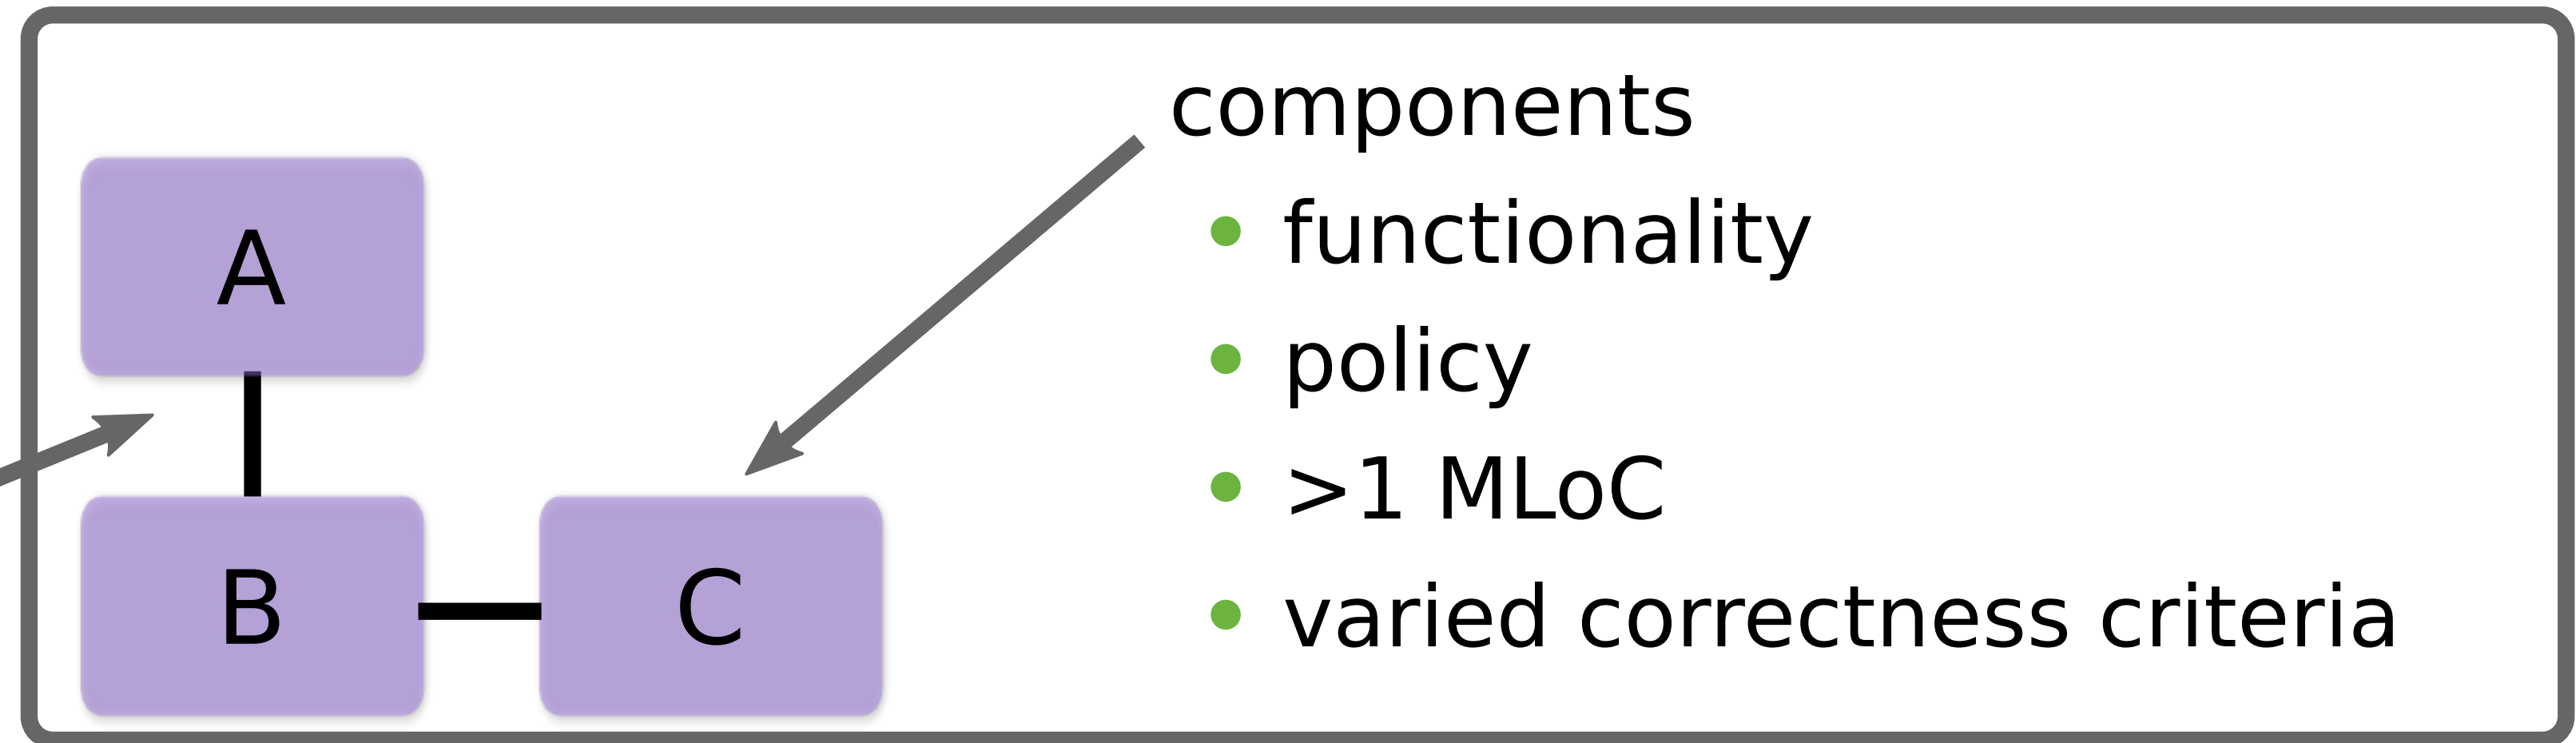 components
A
• functionality
• policy
• >1 MLoC
B
C
• varied correctness criteria